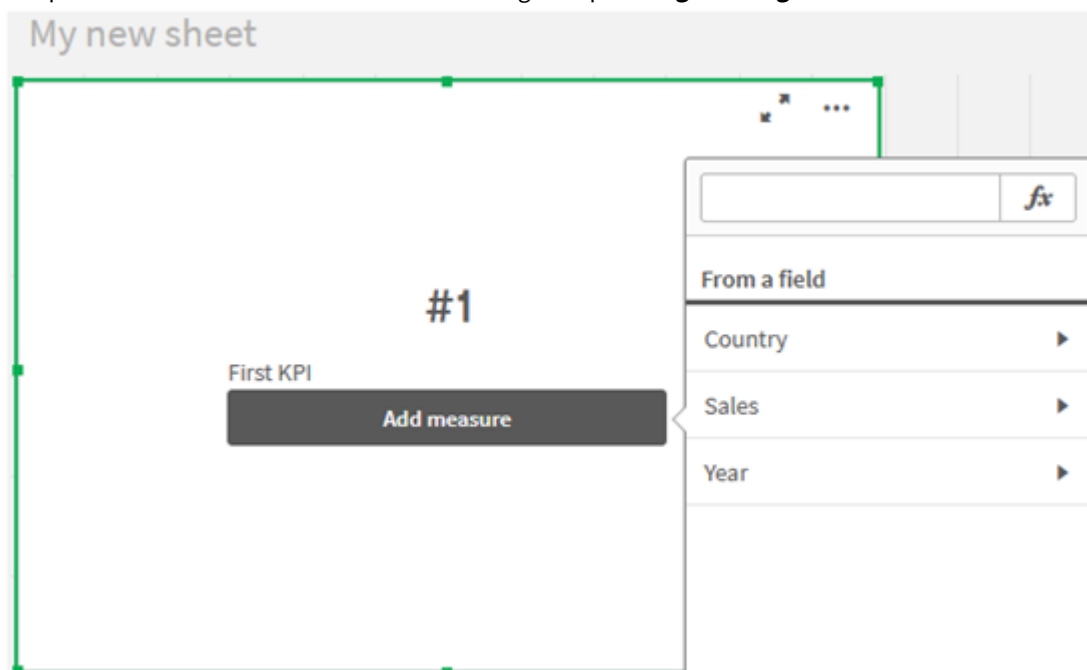 My new sheet
...
fx
From a field
#1
Country
First KPI
Add measure
Sales
Year